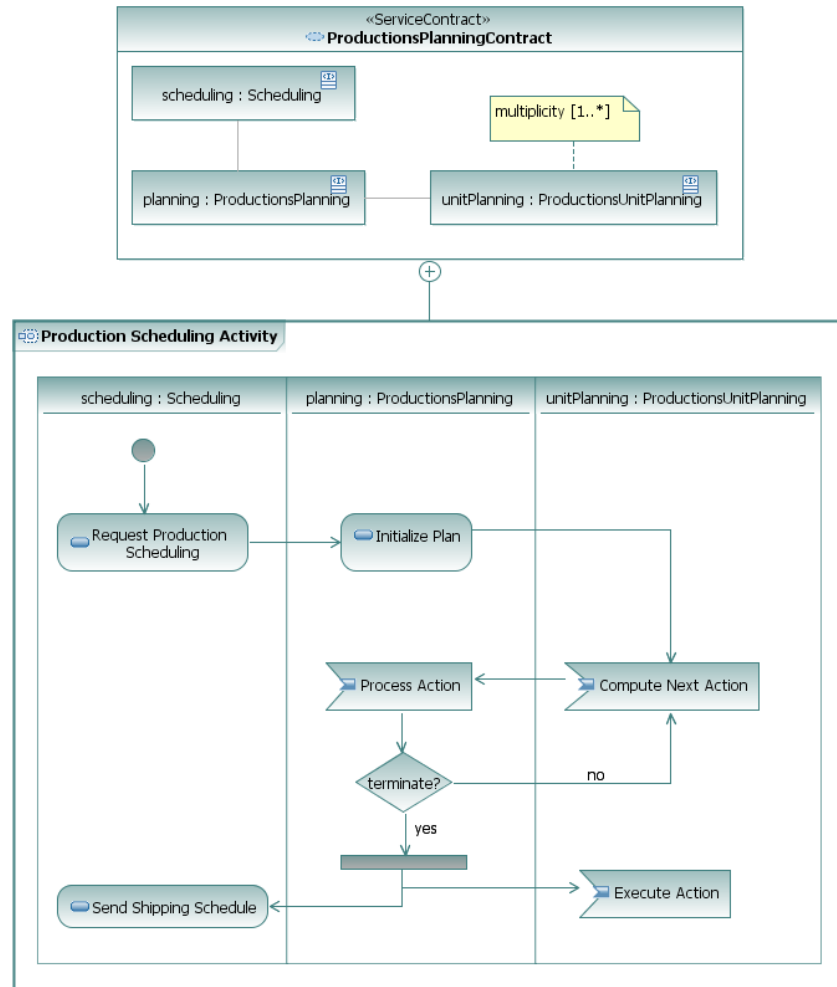 «ServiceContract»
ProductionsPlanningContract
scheduling : Scheduling
multiplicity [1..*]
planning : ProductionsPlanning
unitPlanning : ProductionsUnitPlanning
Production Scheduling Activity
scheduling : Scheduling
planning : ProductionsPlanning
unitPlanning : ProductionsUnitPlanning
Request Production
Scheduling
Initialize Plan
Process Action
Compute Next Action
terminate?
no
yes
Send Shipping Schedule
Execute Action